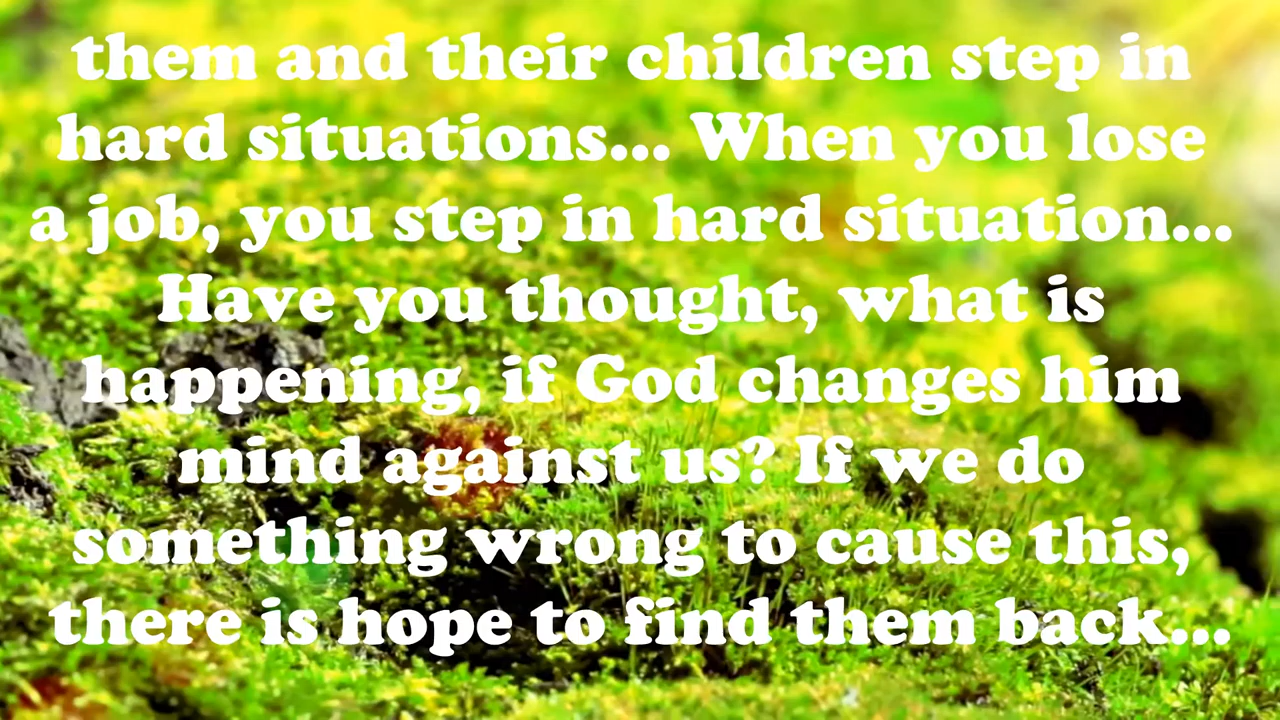 them and their children step in
hard situations... When you lose
a job, you step in hard situation...
Have you thought, what is
happening, if God changes him
mind against us? If we do
something wrong to cause this,
there is hope to find them back...